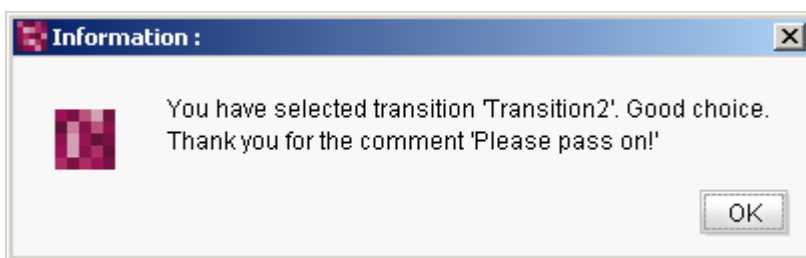 Information :
You have selected transition 'Transition2'. Good choice.
Thank you for the comment 'Please pass on!'
OK